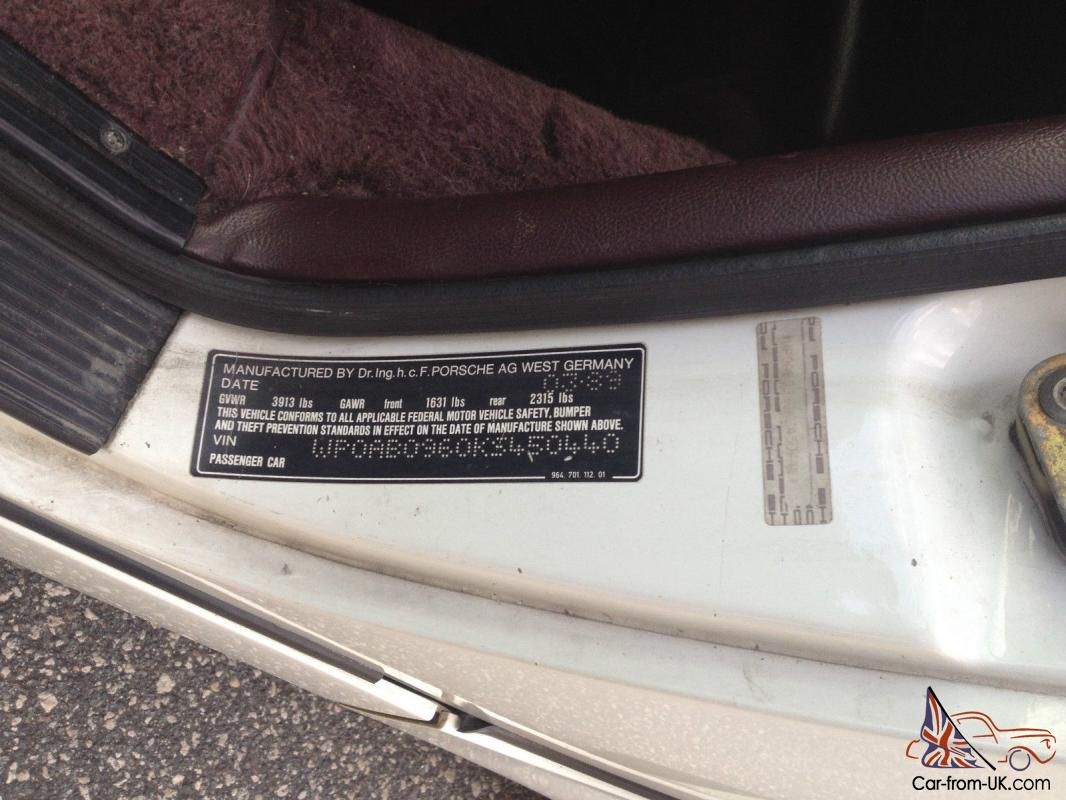 MANUFACTURED BY Dr.Ing.h.c.F.PORSCHE AG WEST GERMANY
DATE 03·89
GVWR 3913 lbs GAWR front 1631 lbs rear 2315 lbs
THIS VEHICLE CONFORMS TO ALL APPLICABLE FEDERAL MOTOR VEHICLE SAFETY, BUMPER
AND THEFT PREVENTION STANDARDS IN EFFECT ON THE DATE OF MANUFACTURE SHOWN ABOVE.
VIN WP0AB0960KS450440
PASSENGER CAR
964 701 112 01
Car-from-UK.com